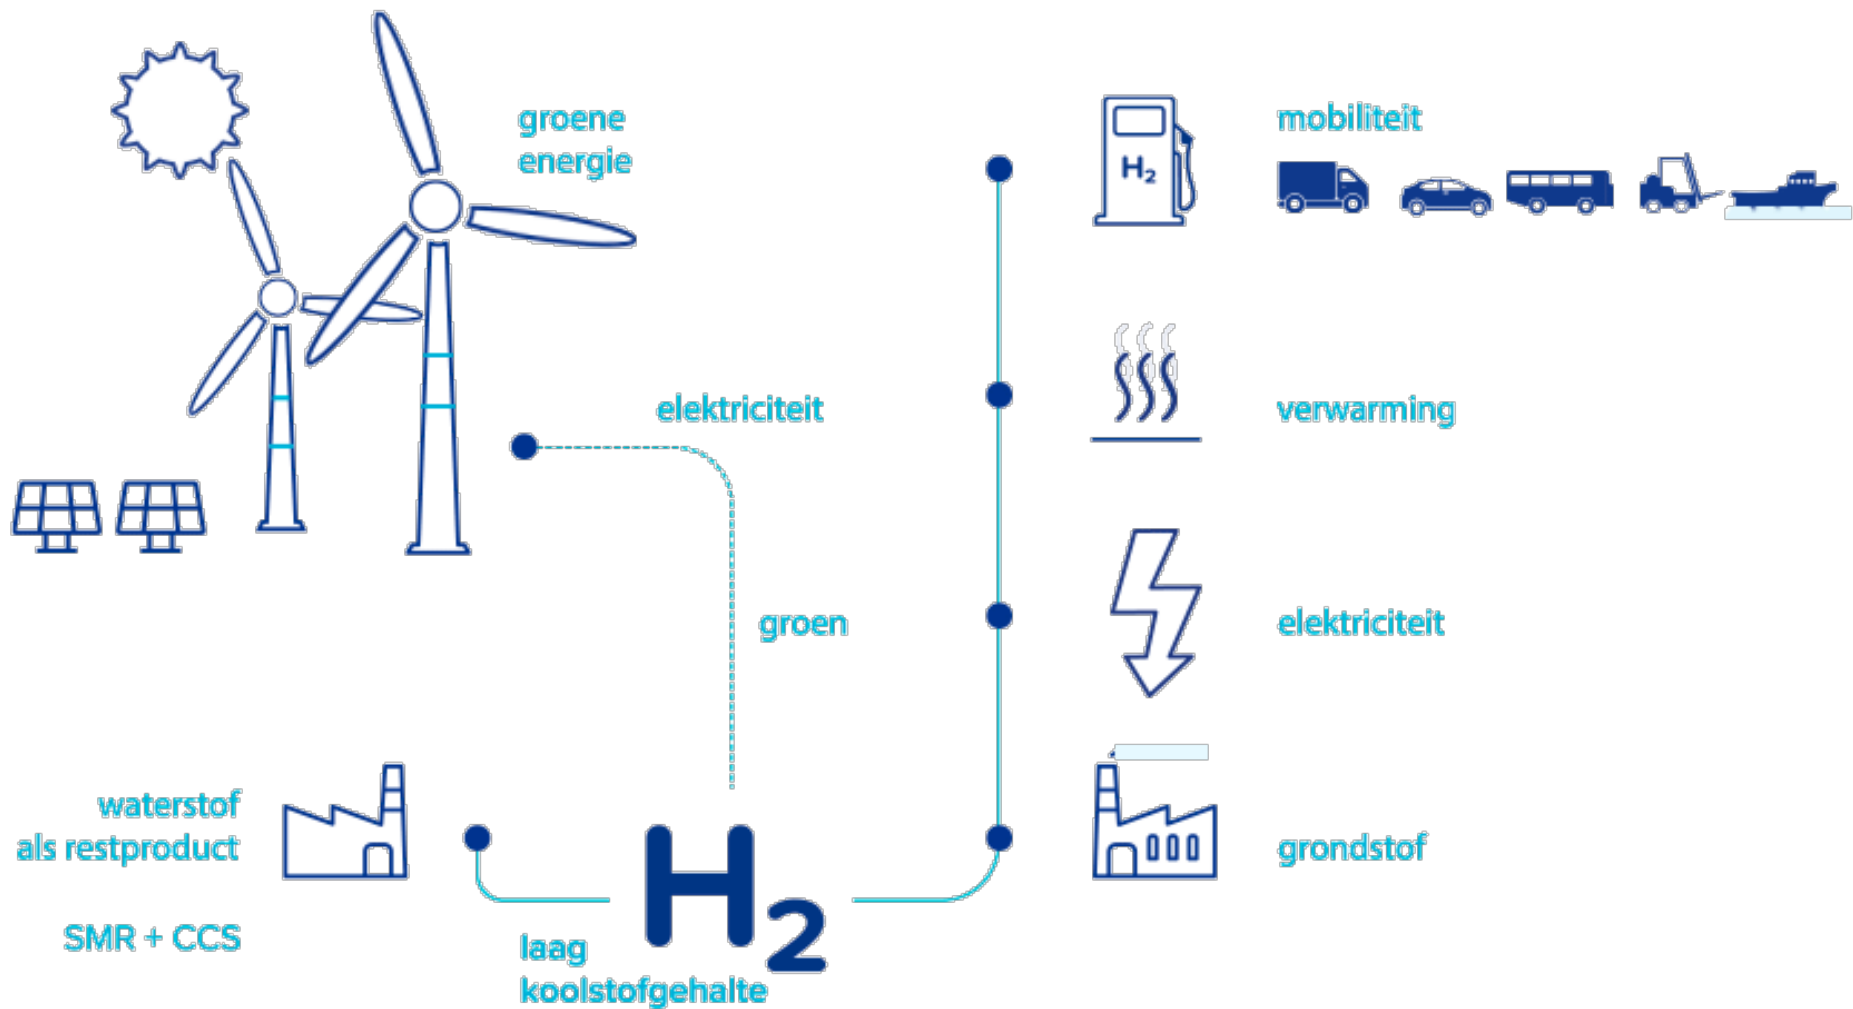 groene
energie
elektriciteit
groen
waterstof
als restproduct
SMR + CCS
laag
koolstofgehalte
H2
H2
mobiliteit
verwarming
elektriciteit
grondstof